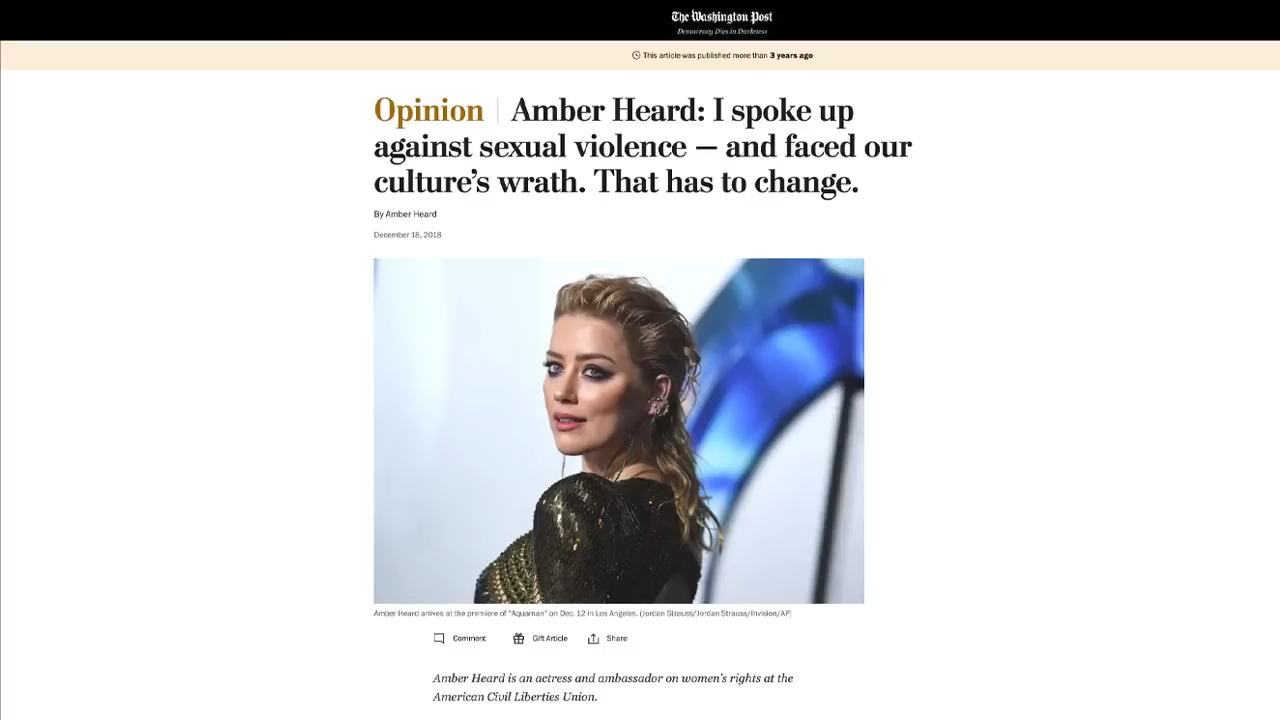 The Washington Post
Democracy Dies in Darkness
This article was published more than 3 years ago
Opinion | Amber Heard: I spoke up
against sexual violence — and faced our
culture’s wrath. That has to change.
By Amber Heard
December 18, 2018
Amber Heard arrives at the premiere of "Aquaman" on Dec. 12 in Los Angeles. (Jordan Strauss/Jordan Strauss/Invision/AP)
Comment Gift Article Share
Amber Heard is an actress and ambassador on women’s rights at the
American Civil Liberties Union.